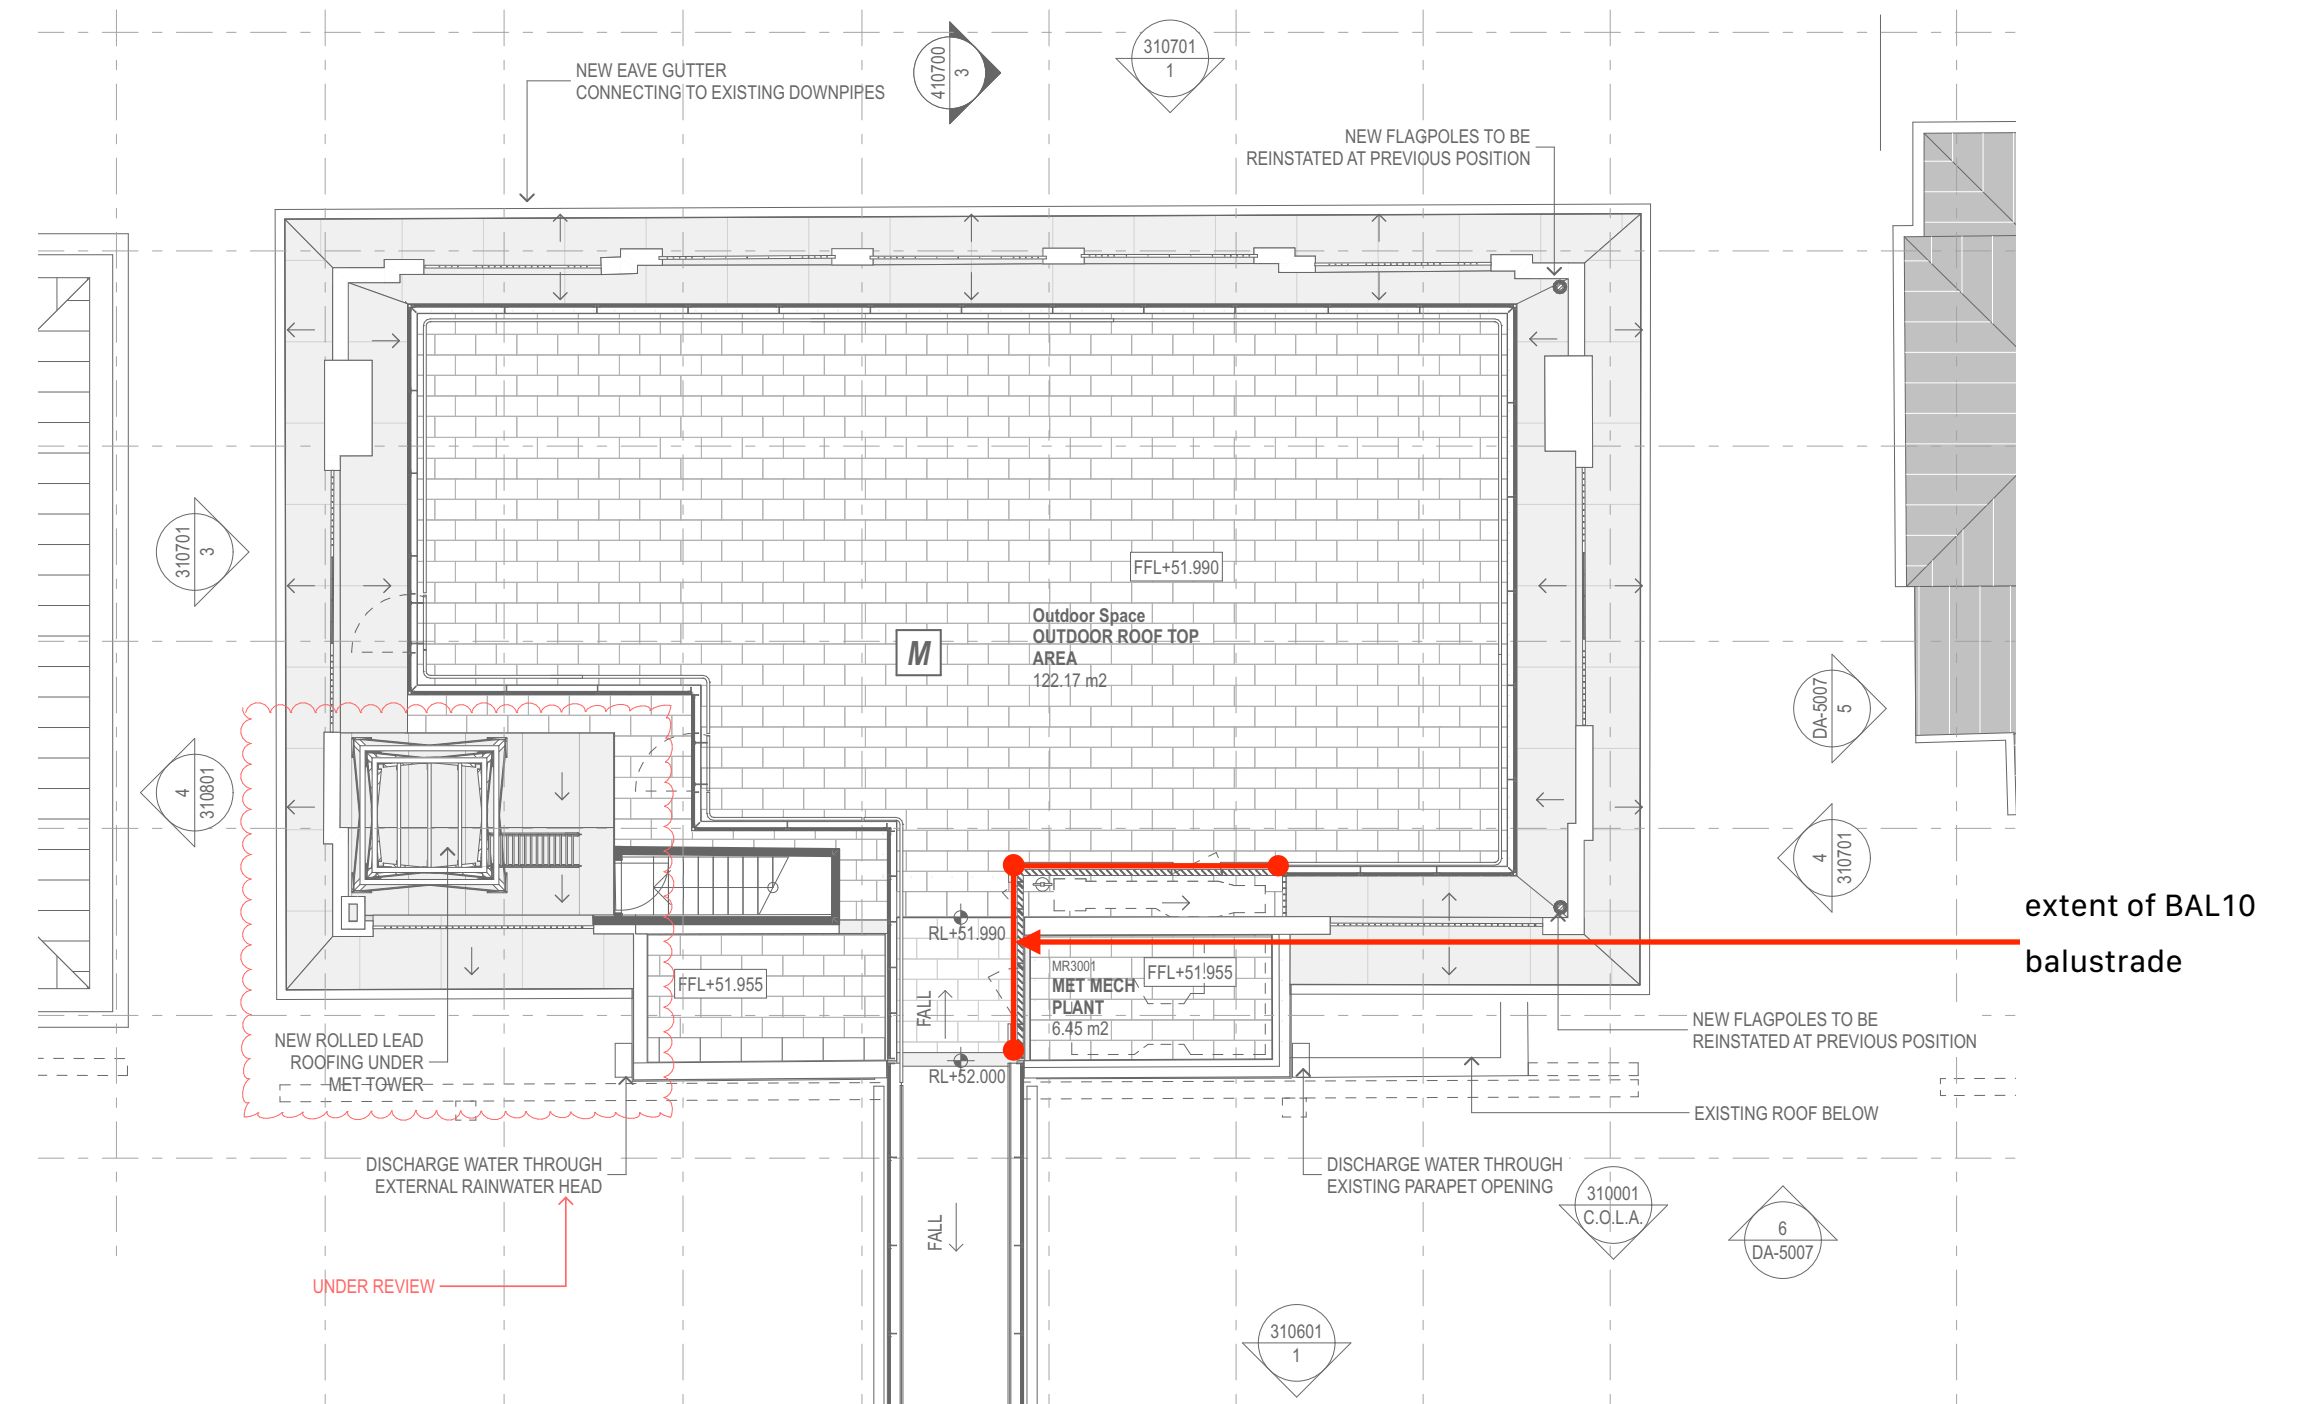 NEW EAVE GUTTER
CONNECTING TO EXISTING DOWNPIPES
410700
3
310701
1
NEW FLAGPOLES TO BE
REINSTATED AT PREVIOUS POSITION
310701
3
FFL+51.990
Outdoor Space
OUTDOOR ROOF TOP
AREA
122.17 m2
M
DA-5007
5
4
310801
4
310701
extent of BAL10
balustrade
RL+51.990
MR3001
MET MECH
PLANT
6.45 m2
FFL+51.955
FFL+51.955
FALL
RL+52.000
NEW ROLLED LEAD
ROOFING UNDER
MET TOWER
NEW FLAGPOLES TO BE
REINSTATED AT PREVIOUS POSITION
EXISTING ROOF BELOW
DISCHARGE WATER THROUGH
EXTERNAL RAINWATER HEAD
DISCHARGE WATER THROUGH
EXISTING PARAPET OPENING
310001
C.O.L.A.
6
DA-5007
FALL
UNDER REVIEW
310601
1